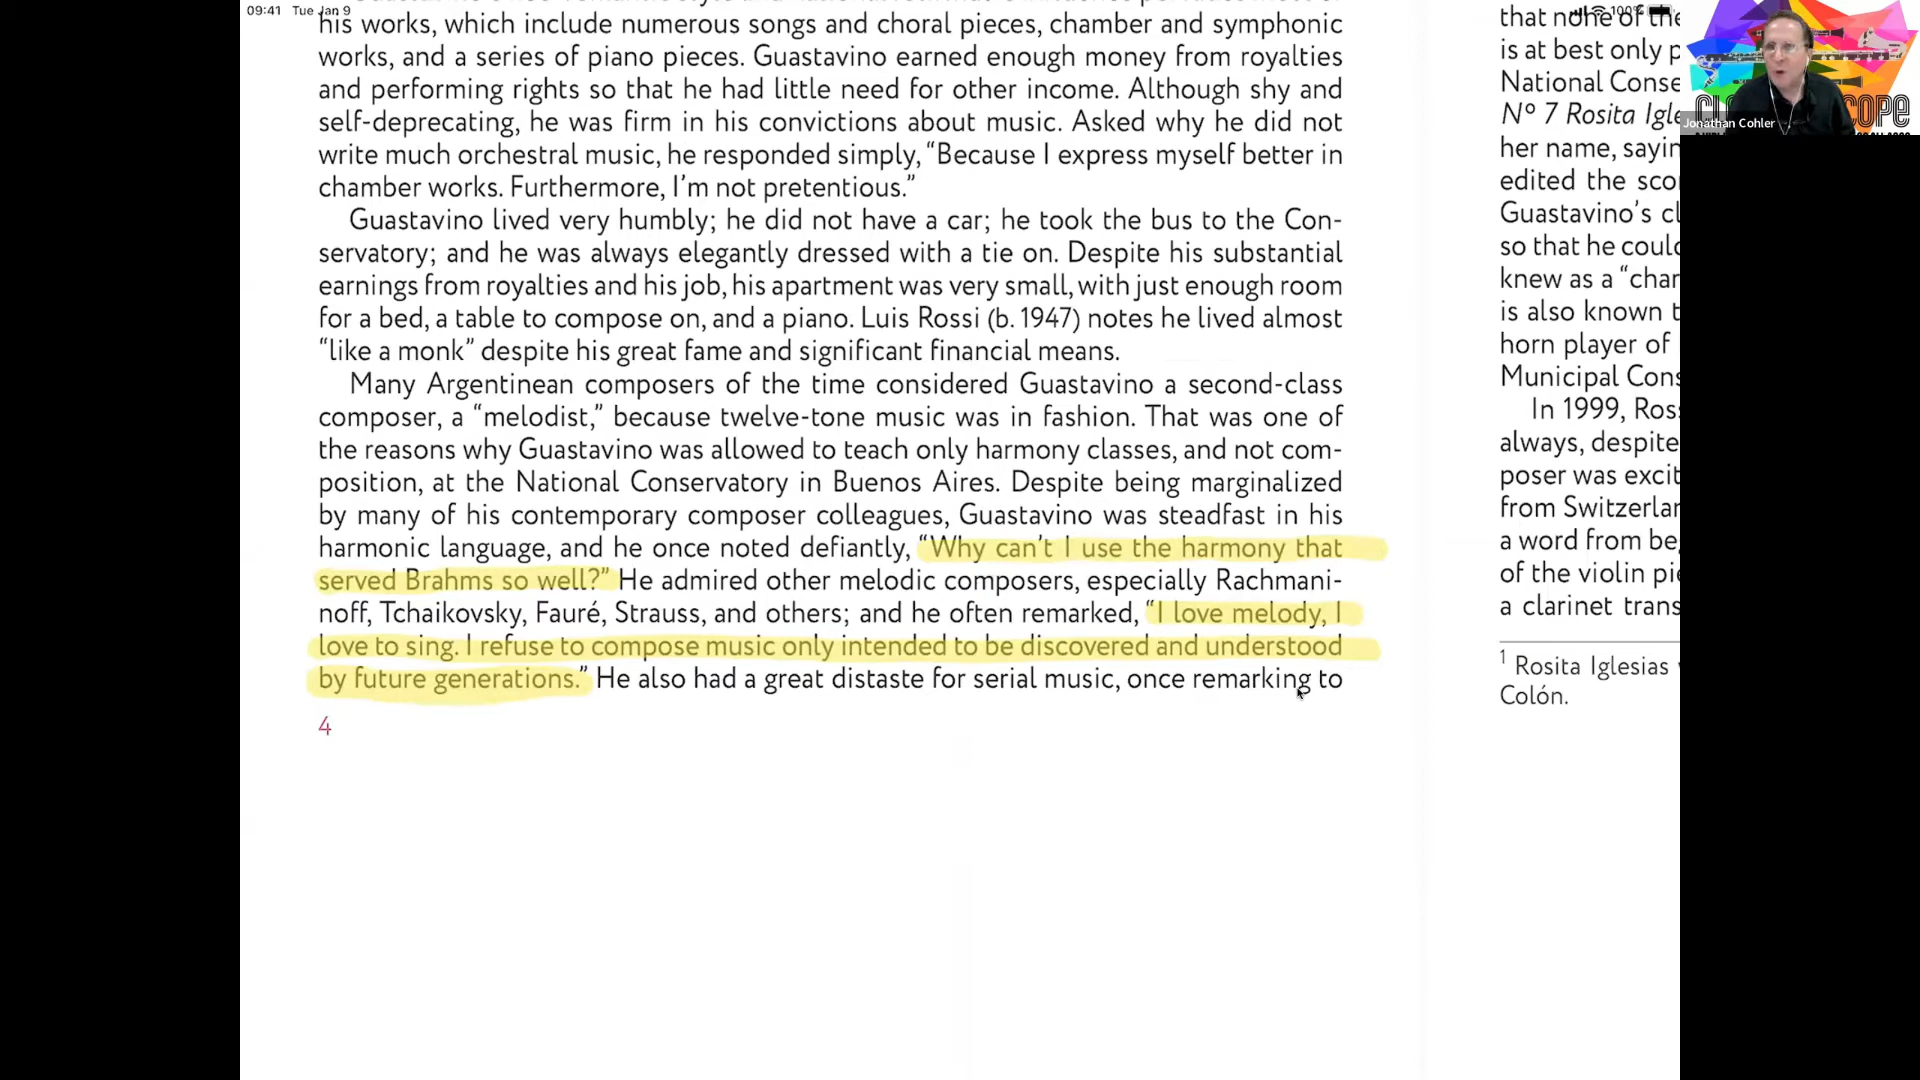 09:41 Tue Jan 9
his works, which include numerous songs and choral pieces, chamber and symphonic
works, and a series of piano pieces. Guastavino earned enough money from royalties
and performing rights so that he had little need for other income. Although shy and
self-deprecating, he was firm in his convictions about music. Asked why he did not
write much orchestral music, he responded simply, “Because I express myself better in
chamber works. Furthermore, I’m not pretentious.”
Guastavino lived very humbly; he did not have a car; he took the bus to the Con-
servatory; and he was always elegantly dressed with a tie on. Despite his substantial
earnings from royalties and his job, his apartment was very small, with just enough room
for a bed, a table to compose on, and a piano. Luis Rossi (b. 1947) notes he lived almost
“like a monk” despite his great fame and significant financial means.
Many Argentinean composers of the time considered Guastavino a second-class
composer, a “melodist,” because twelve-tone music was in fashion. That was one of
the reasons why Guastavino was allowed to teach only harmony classes, and not com-
position, at the National Conservatory in Buenos Aires. Despite being marginalized
by many of his contemporary composer colleagues, Guastavino was steadfast in his
harmonic language, and he once noted defiantly, “Why can’t I use the harmony that
served Brahms so well?” He admired other melodic composers, especially Rachmani-
noff, Tchaikovsky, Fauré, Strauss, and others; and he often remarked, “I love melody, I
love to sing. I refuse to compose music only intended to be discovered and understood
by future generations.” He also had a great distaste for serial music, once remarking to
4
100%
that none of the
is at best only p
National Conse
Nº 7 Rosita Igle
her name, sayin
edited the sco
Guastavino’s cl
so that he could
knew as a “char
is also known t
horn player of
Municipal Cons
In 1999, Ross
always, despite
poser was excit
from Switzerlan
a word from be
of the violin pie
a clarinet trans
1 Rosita Iglesias
Colón.
Jonathan Cohler